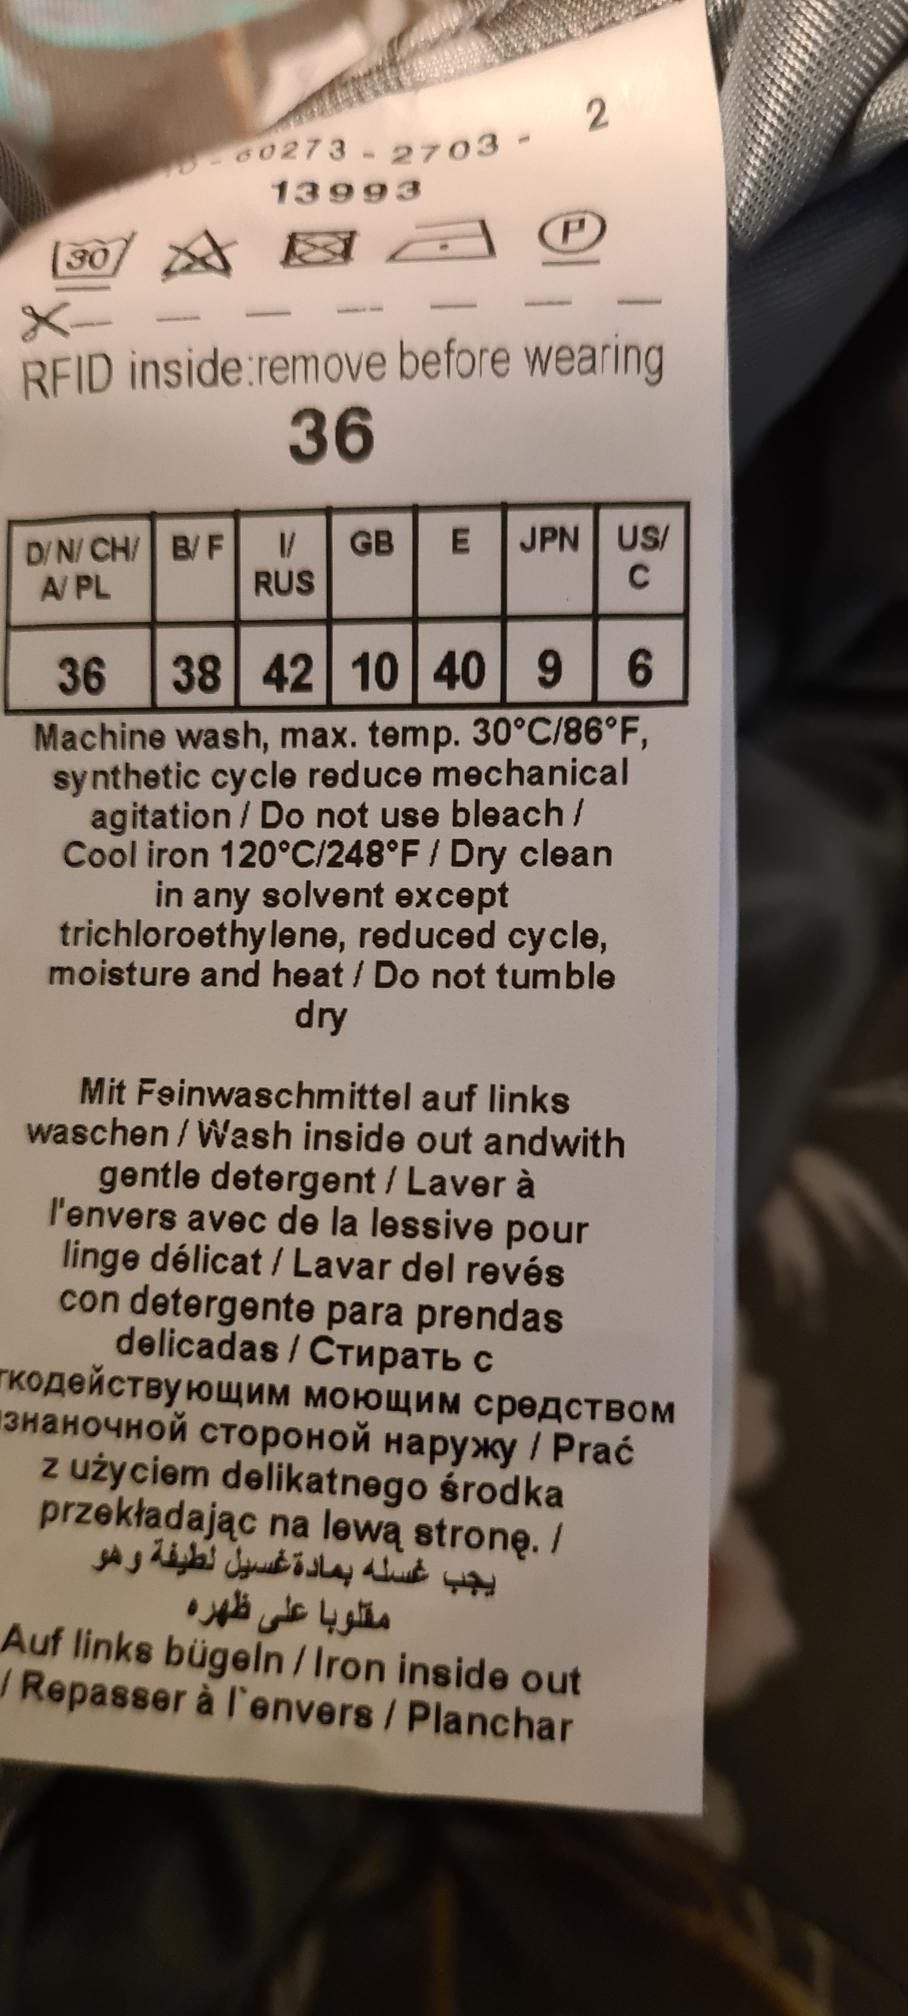 60273 - 2703 - 2
13993
30 P
RFID inside:remove before wearing
36
D/N/ CH/ A/ PL B/ F I/ RUS GB E JPN US/ C
36 38 42 10 40 9 6
Machine wash, max. temp. 30°C/86°F,
synthetic cycle reduce mechanical
agitation / Do not use bleach /
Cool iron 120°C/248°F / Dry clean
in any solvent except
trichloroethylene, reduced cycle,
moisture and heat / Do not tumble
dry
Mit Feinwaschmittel auf links
waschen / Wash inside out andwith
gentle detergent / Laver à
l'envers avec de la lessive pour
linge délicat / Lavar del revés
con detergente para prendas
delicadas / Стирать с
ткодействующим моющим средством
знаночной стороной наружу / Prać
z użyciem delikatnego środka
przekładając na lewą stronę. /
يجب غسله بمادة غسيل لطيفة و هو
مقلوبا على ظهره
Auf links bügeln / Iron inside out
/ Repasser à l`envers / Planchar